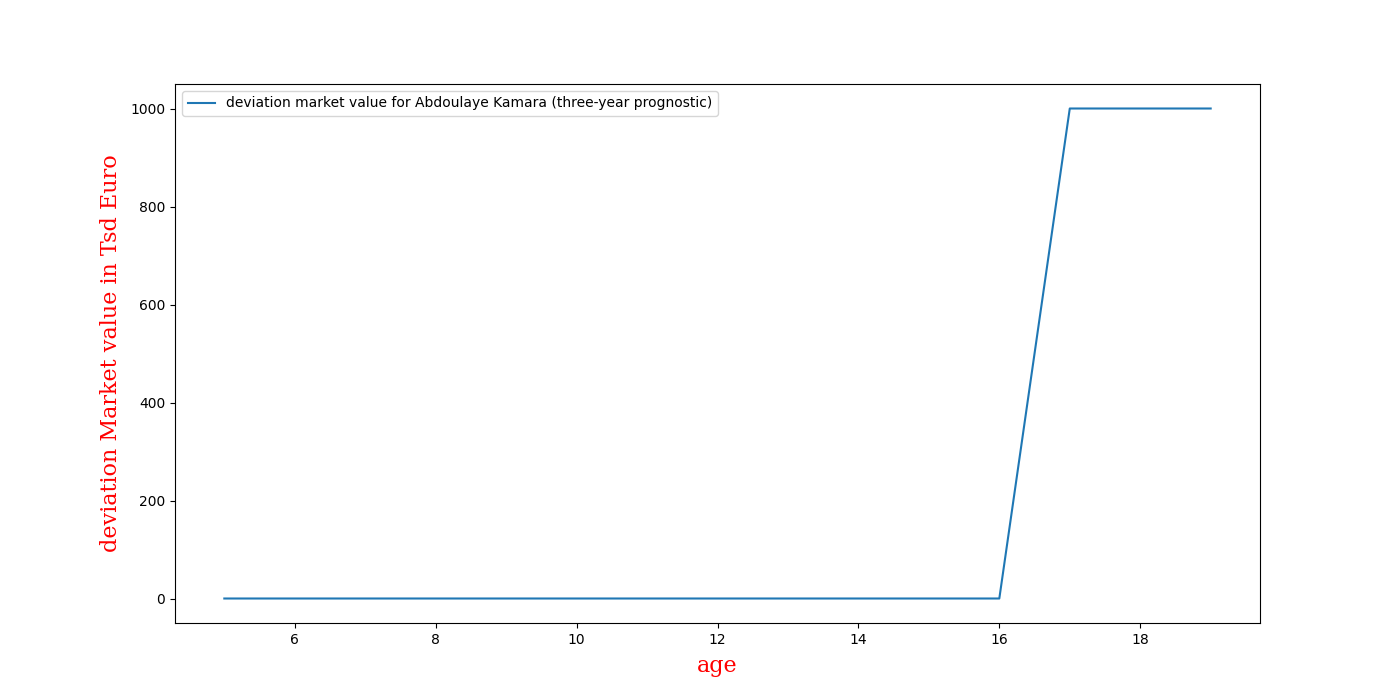 deviation market value for Abdoulaye Kamara (three-year prognostic)
deviation Market value in Tsd Euro
1000
800
600
400
200
0
6 8 10 12 14 16 18
age